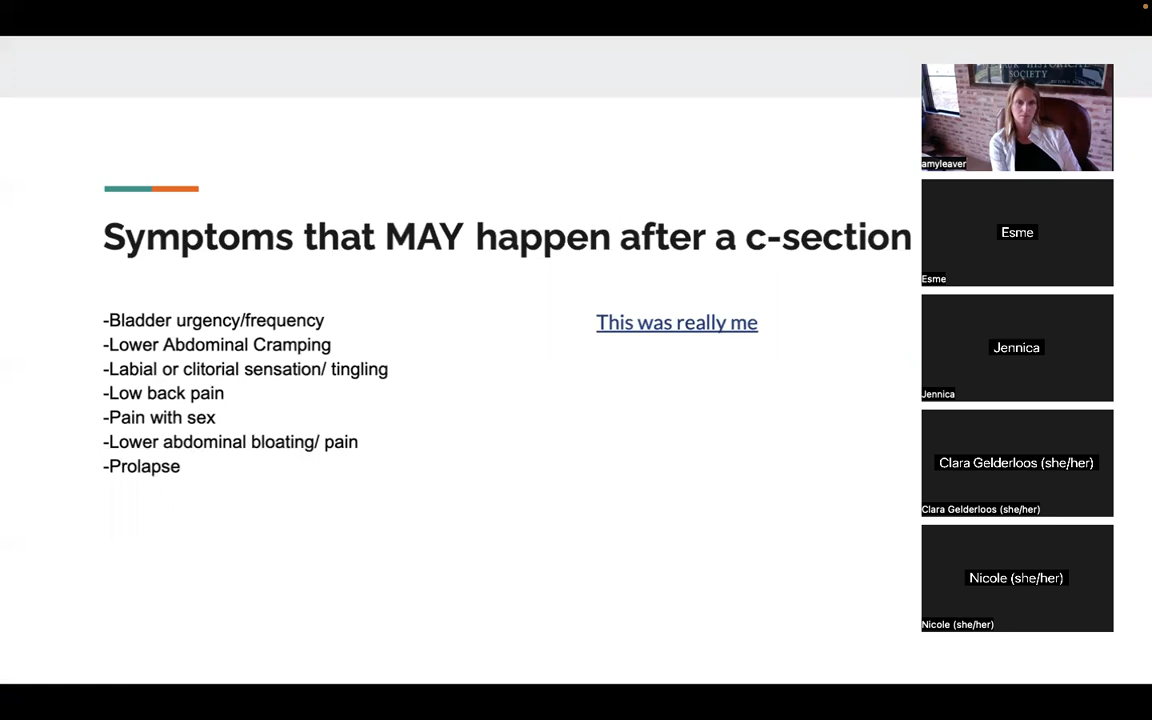 Symptoms that MAY happen after a c-section
-Bladder urgency/frequency
-Lower Abdominal Cramping
-Labial or clitorial sensation/ tingling
-Low back pain
-Pain with sex
-Lower abdominal bloating/ pain
-Prolapse
This was really me
HISTORICAL
SOCIETY
amyleaver
Esme
Esme
Jennica
Jennica
Clara Gelderloos (she/her)
Clara Gelderloos (she/her)
Nicole (she/her)
Nicole (she/her)